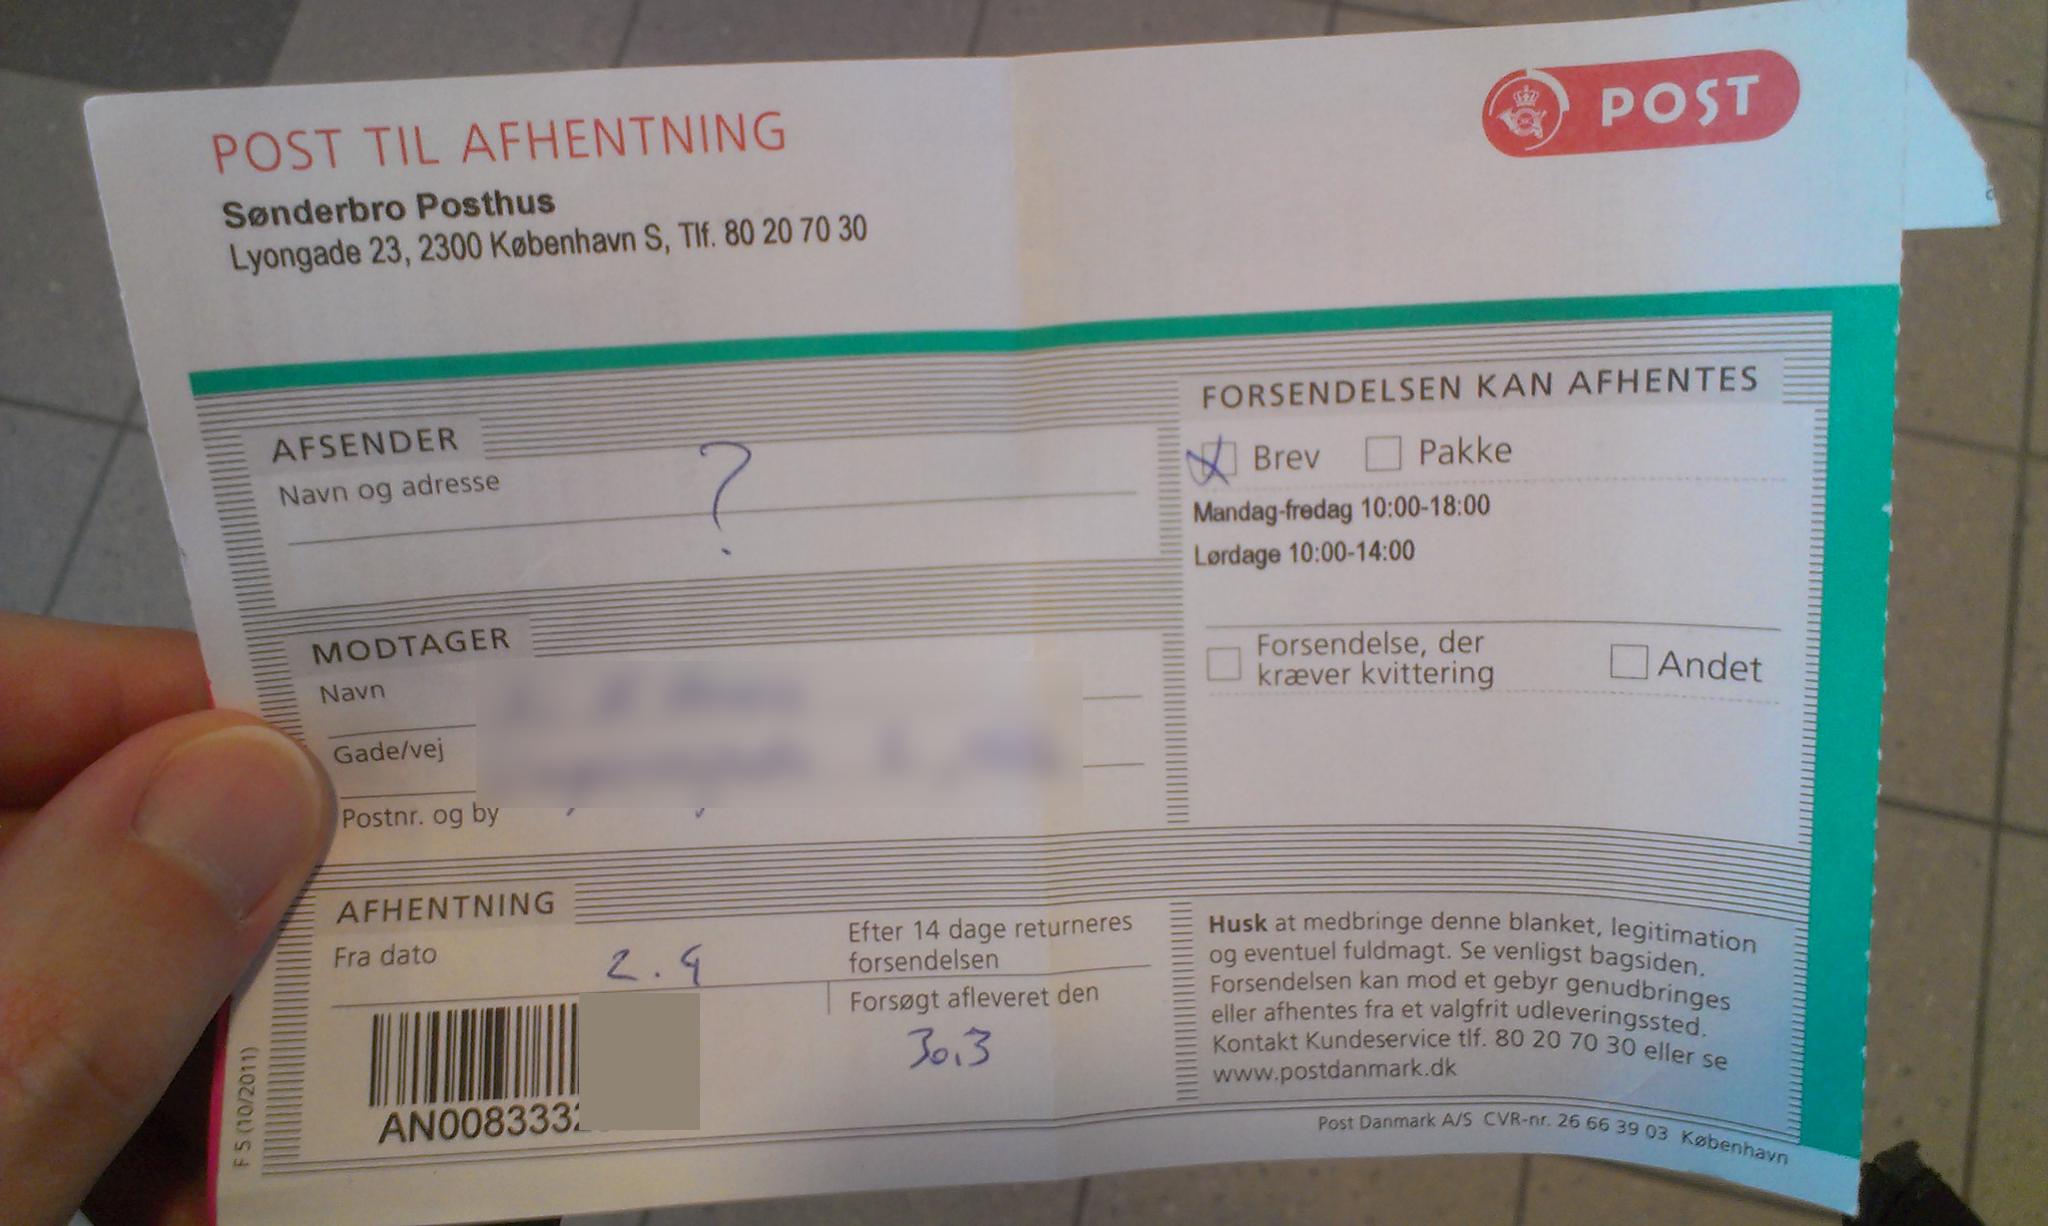 POST TIL AFHENTNING
POST
Sønderbro Posthus
Lyongade 23, 2300 København S, Tlf. 80 20 70 30
AFSENDER
Navn og adresse
?
MODTAGER
Navn
Gade/vej
Postnr. og by
FORSENDELSEN KAN AFHENTES
Brev Pakke
Mandag-fredag 10:00-18:00
Lørdage 10:00-14:00
Forsendelse, der
kræver kvittering
Andet
AFHENTNING
Fra dato 2.4
Efter 14 dage returneres
forsendelsen
Forsøgt afleveret den
30.3
AN008333
Husk at medbringe denne blanket, legitimation
og eventuel fuldmagt. Se venligst bagsiden.
Forsendelsen kan mod et gebyr genudbringes
eller afhentes fra et valgfrit udleveringssted.
Kontakt Kundeservice tlf. 80 20 70 30 eller se
www.postdanmark.dk
Post Danmark A/S CVR-nr. 26 66 39 03 København
F 5 (10/2011)